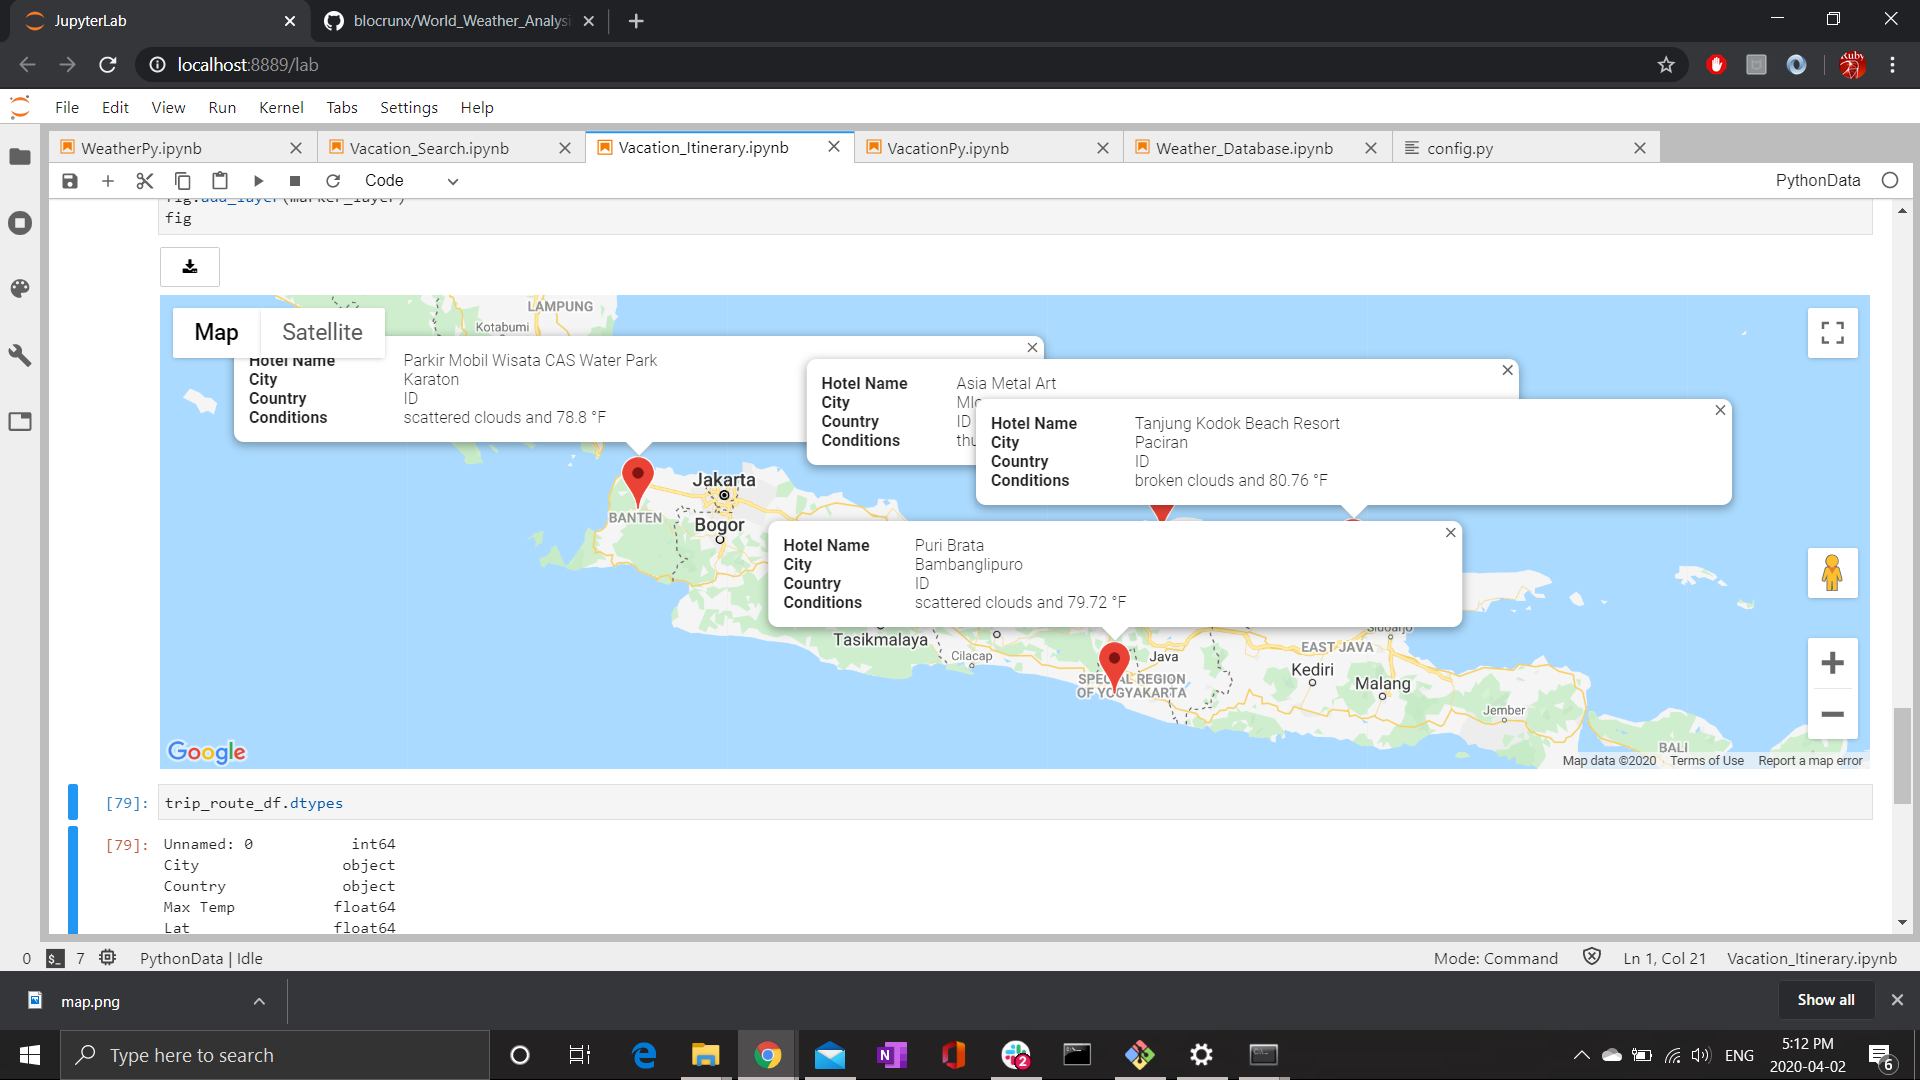 JupyterLab
blocrunx/World_Weather_Analysi
localhost:8889/lab
File Edit View Run Kernel Tabs Settings Help
WeatherPy.ipynb
Vacation_Search.ipynb
Vacation_Itinerary.ipynb
VacationPy.ipynb
Weather_Database.ipynb
config.py
Code
PythonData
fig.add_layer(marker_layer)
fig
Map Satellite
LAMPUNG
Kotabumi
Hotel Name Parkir Mobil Wisata CAS Water Park
City Karaton
Country ID
Conditions scattered clouds and 78.8 °F
Hotel Name Asia Metal Art
City
Country ID
Conditions
Hotel Name Tanjung Kodok Beach Resort
City Paciran
Country ID
Conditions broken clouds and 80.76 °F
Jakarta
BANTEN
Bogor
Hotel Name Puri Brata
City Bambanglipuro
Country ID
Conditions scattered clouds and 79.72 °F
Tasikmalaya
Cilacap
Java
SPECIAL REGION
OF YOGYAKARTA
EAST JAVA
Kediri
Malang
Jember
BALI
Google
Map data ©2020 Terms of Use Report a map error
[79]: trip_route_df.dtypes
[79]: Unnamed: 0 int64
City object
Country object
Max Temp float64
Lat float64
0 $_ 7 PythonData | Idle
Mode: Command Ln 1, Col 21 Vacation_Itinerary.ipynb
map.png
Show all
Type here to search
2
ENG
5:12 PM
2020-04-02
6